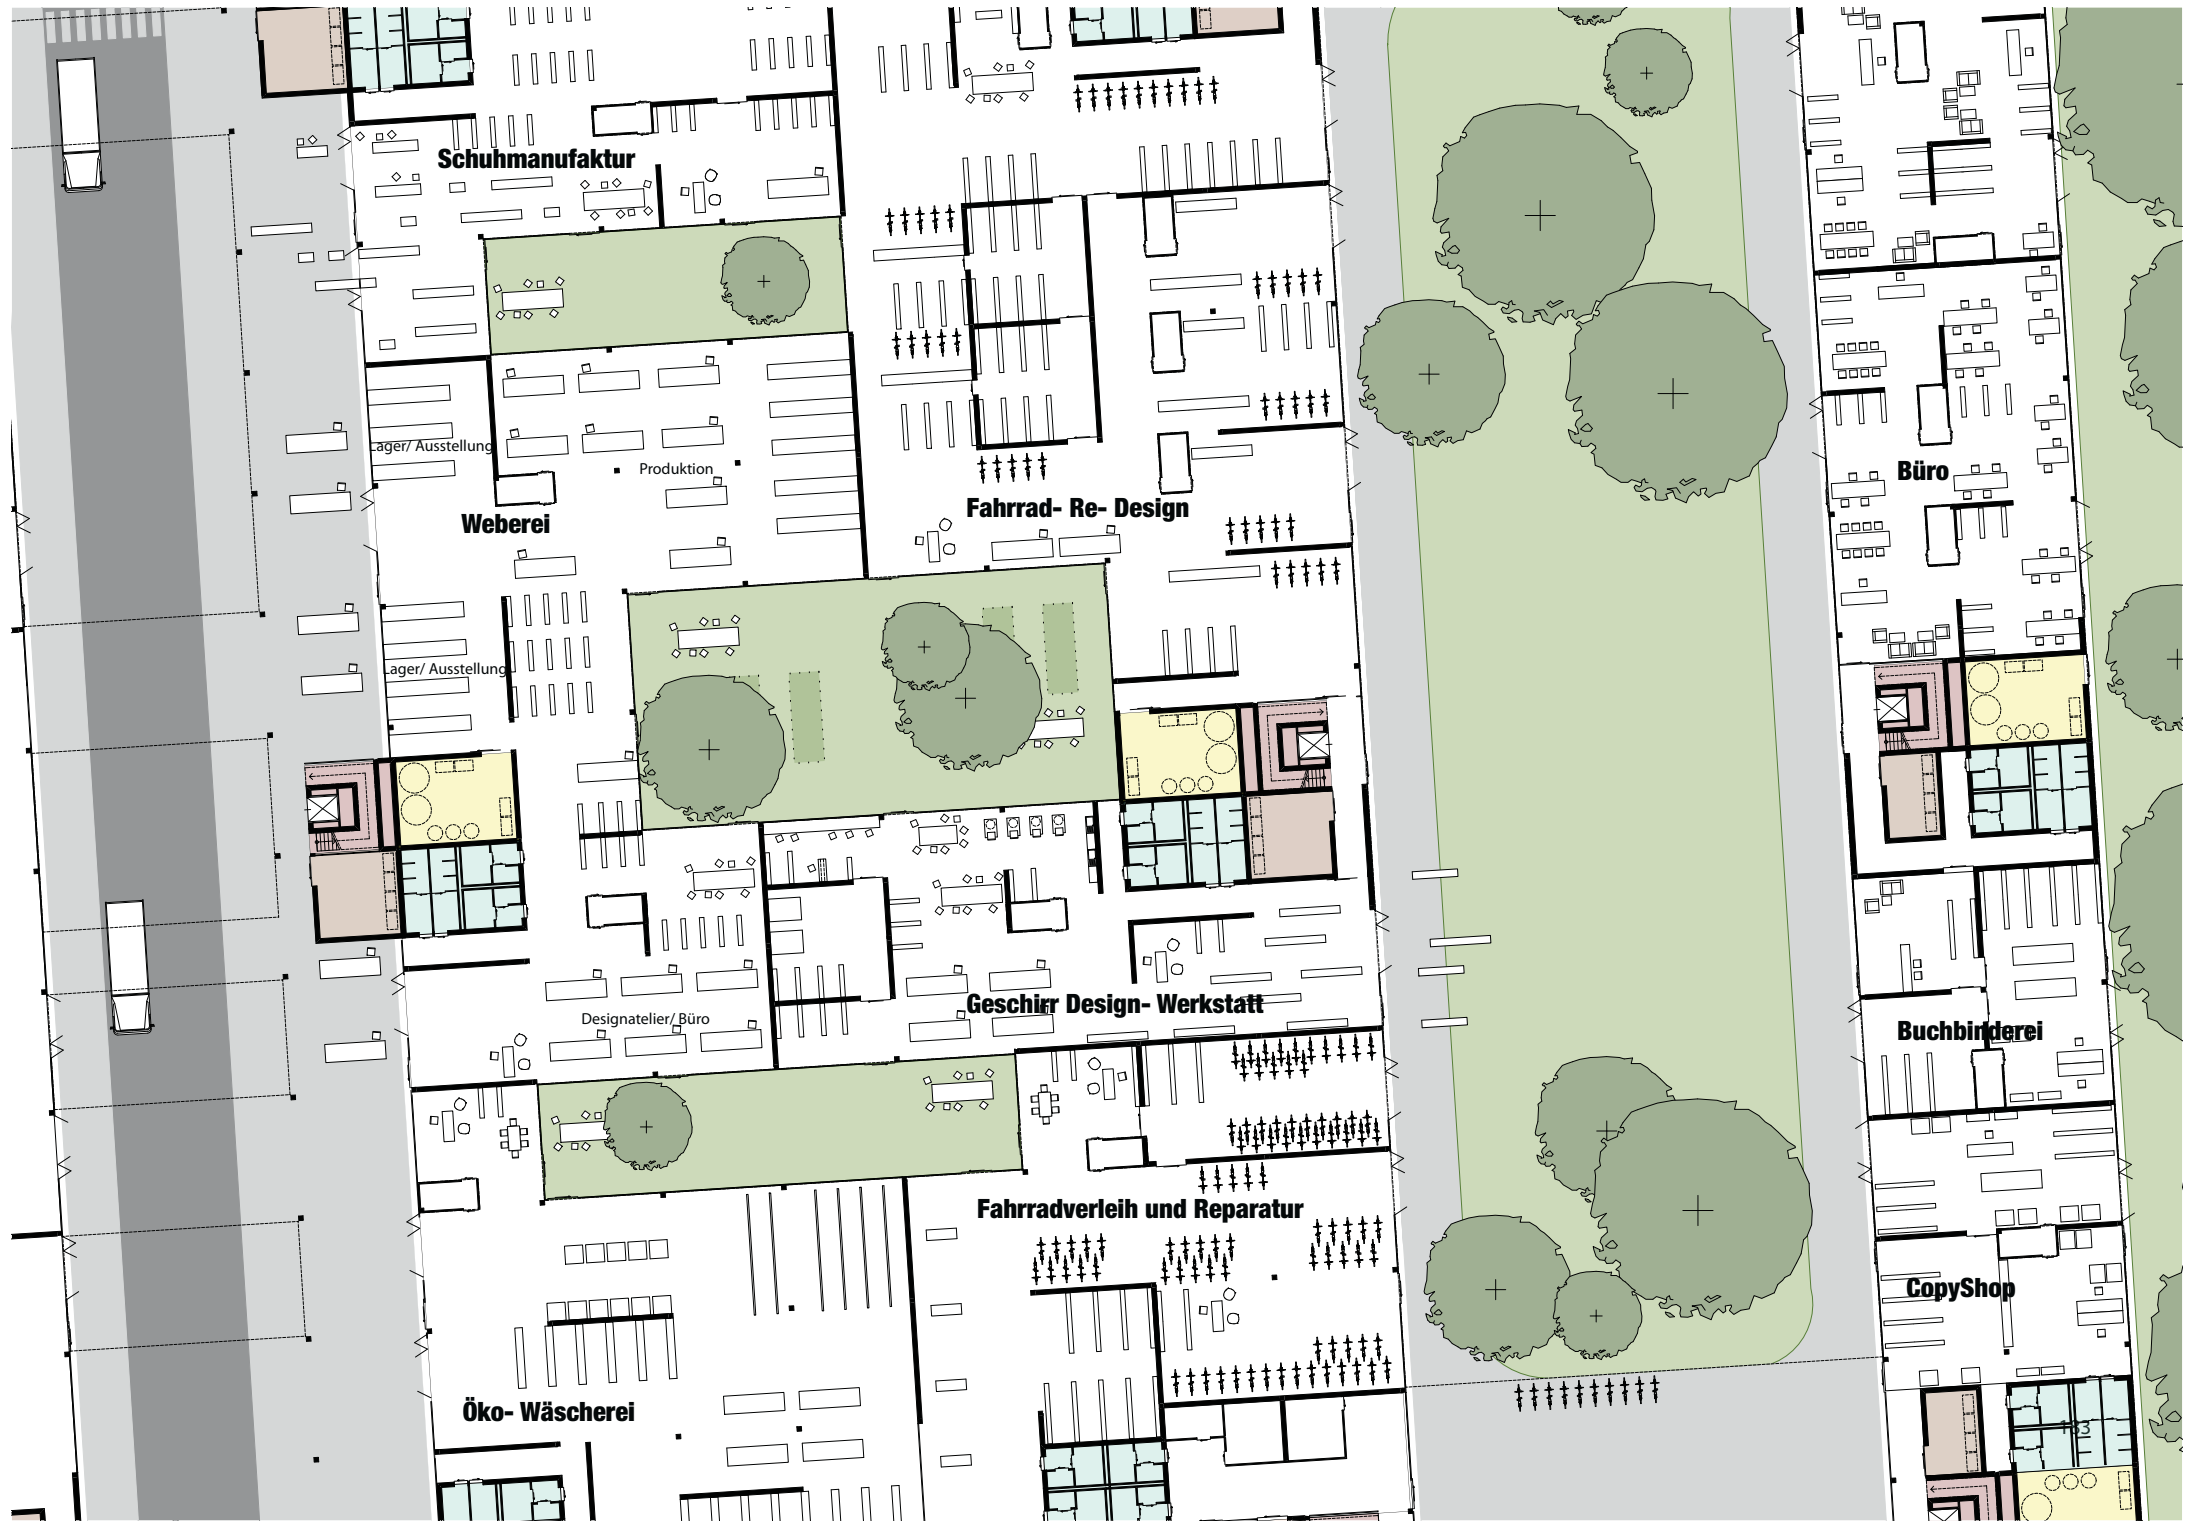 Schuhmanufaktur
Lager/ Ausstellung
Produktion
Weberei
Fahrrad- Re- Design
Büro
Lager/ Ausstellung
Geschirr Design- Werkstatt
Designatelier/ Büro
Buchbinderei
Fahrradverleih und Reparatur
CopyShop
Öko- Wäscherei
183